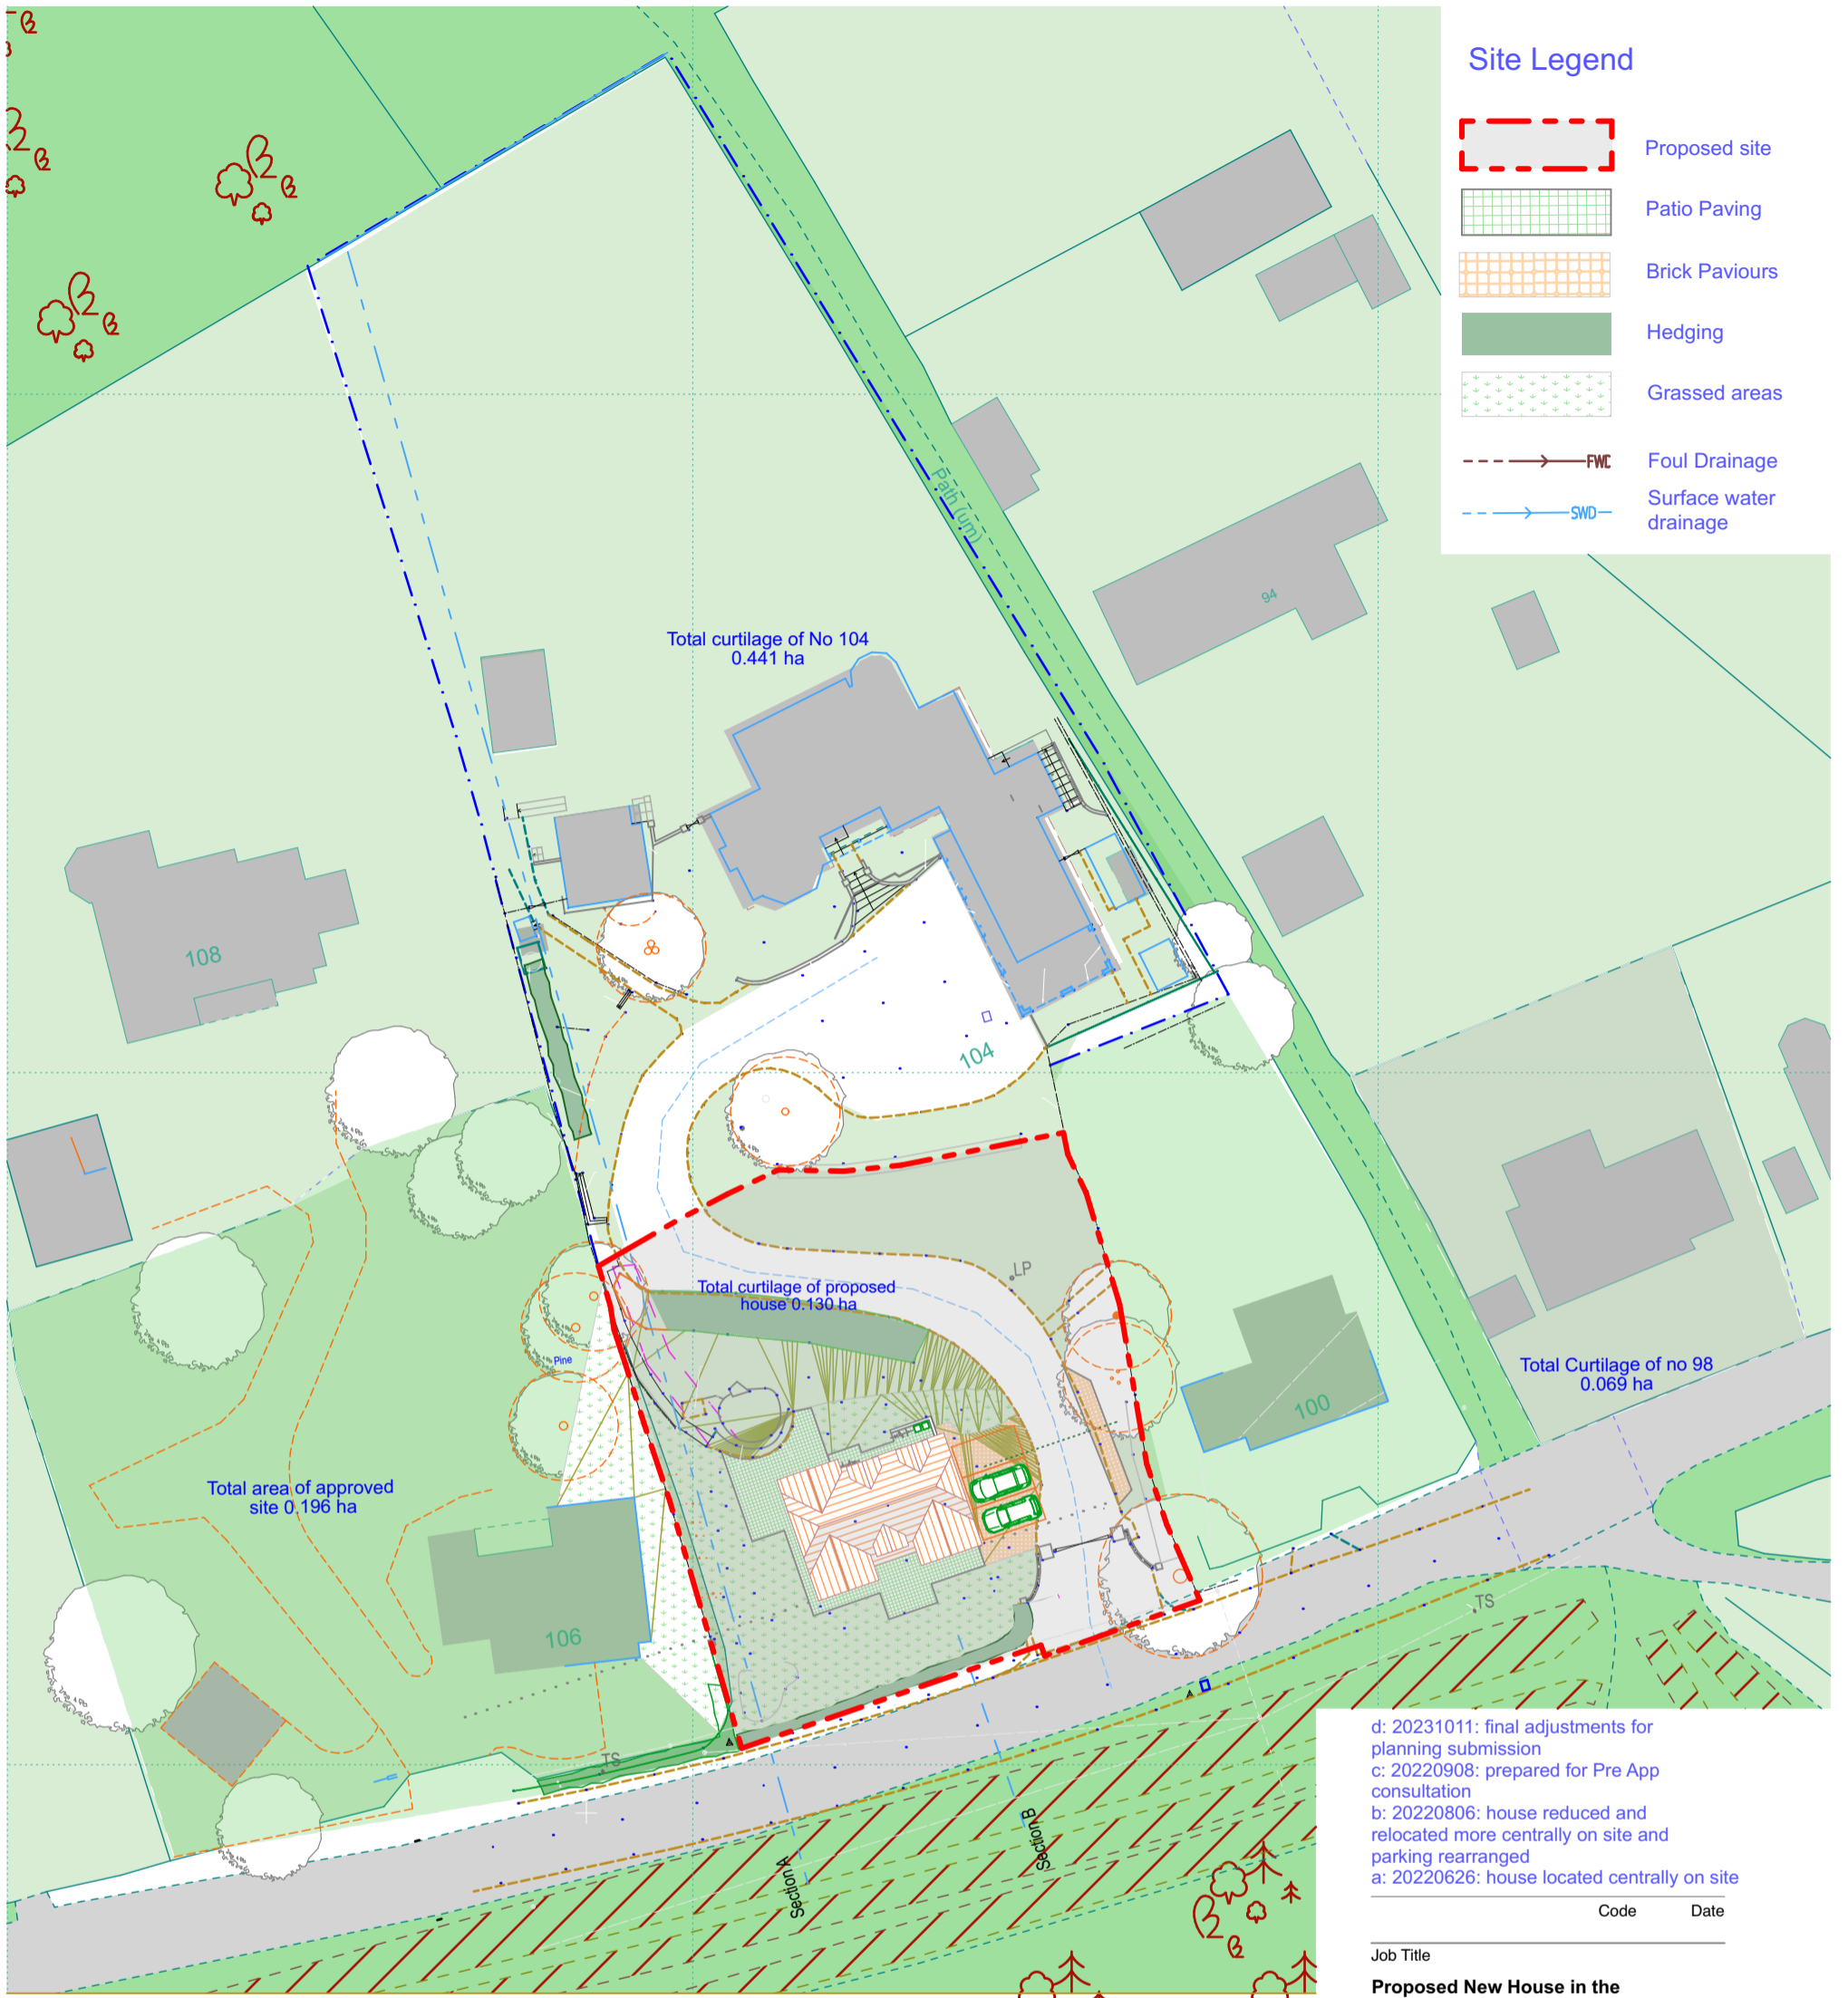 Site Legend
Proposed site
Patio Paving
Brick Paviours
Hedging
Grassed areas
FWD
Foul Drainage
SWD
Surface water
drainage
Path (um)
94
Total curtilage of No 104
0.441 ha
108
104
LP
Total curtilage of proposed
house 0.130 ha
Pine
100
Total Curtilage of no 98
0.069 ha
Total area of approved
site 0.196 ha
106
TS
TS
Section A
Section B
d: 20231011: final adjustments for
planning submission
c: 20220908: prepared for Pre App
consultation
b: 20220806: house reduced and
relocated more centrally on site and
parking rearranged
a: 20220626: house located centrally on site
Code Date
Job Title
Proposed New House in the